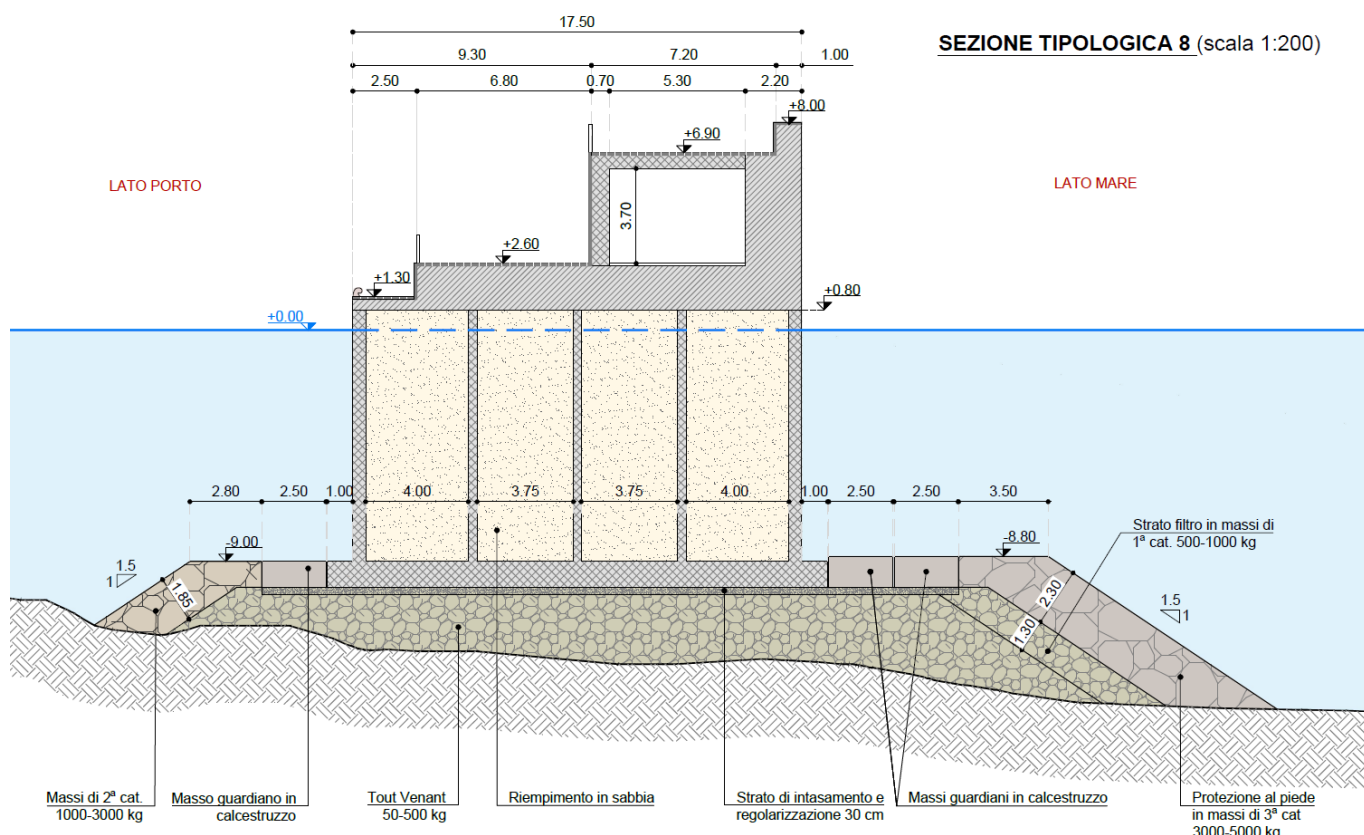 17.50
SEZIONE TIPOLOGICA 8 (scala 1:200)
9.30 7.20 1.00
2.50 6.80 0.70 5.30 2.20
+8.00
+6.90
LATO PORTO
LATO MARE
3.70
+2.60
+1.30
+0.80
+0.00
2.80 2.50 1.00 4.00 3.75 3.75 4.00 1.00 2.50 2.50 3.50
Strato filtro in massi di
1ª cat. 500-1000 kg
-9.00
-8.80
1.5
1
1.85
2.30
1.30
1.5
1
Massi di 2ª cat.
1000-3000 kg
Masso guardiano in
calcestruzzo
Tout Venant
50-500 kg
Riempimento in sabbia
Strato di intasamento e
regolarizzazione 30 cm
Massi guardiani in calcestruzzo
Protezione al piede
in massi di 3ª cat
3000-5000 kg